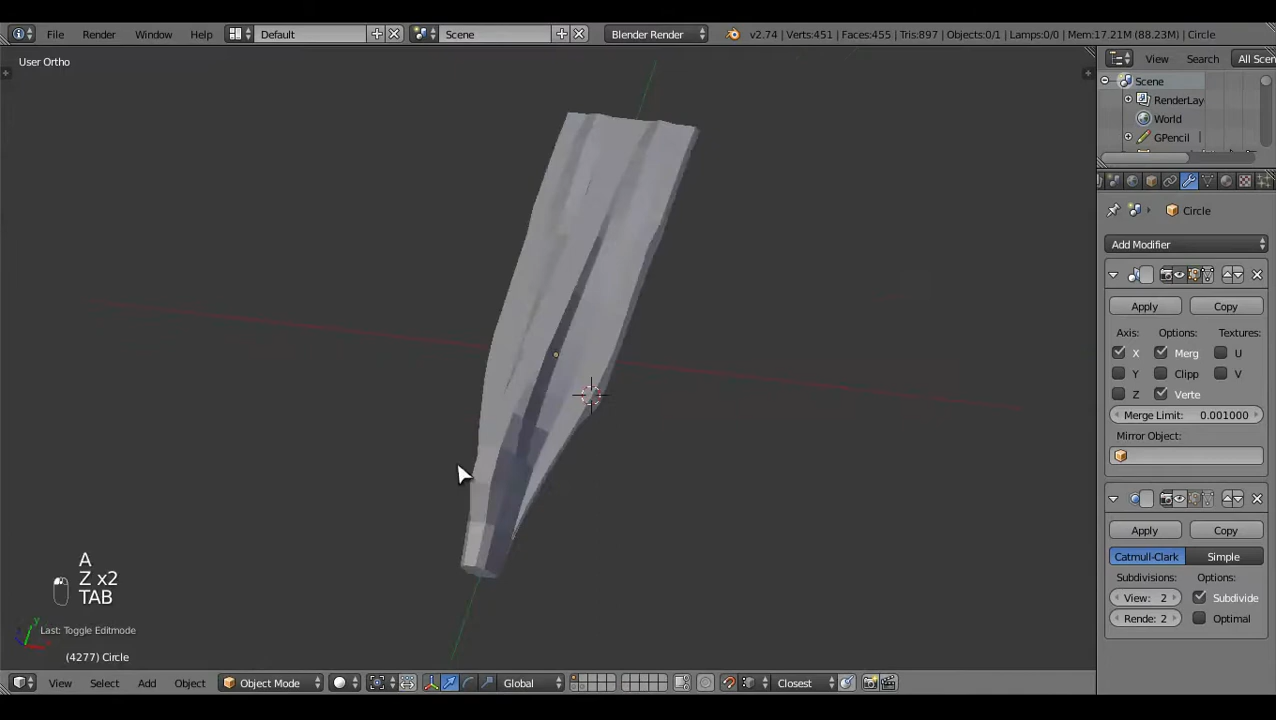 File Render Window Help Default Scene Blender Render v2.74 | Verts:451 | Faces:455 | Tris:897 | Objects:0/1 | Lamps:0/0 | Mem:17.21M (88.23M) | Circle
User Ortho
View Search All Scen
Scene
RenderLay
World
GPencil
Circle
Add Modifier
Apply Copy
Axis: Options: Textures:
X Merg U
Y Clipp V
Z Verte
Merge Limit: 0.001000
Mirror Object:
Apply Copy
Catmull-Clark Simple
Subdivisions: Options:
View: 2 Subdivide
Rende: 2 Optimal
A
Z x2
TAB
Last: Toggle Editmode
(4277) Circle
View Select Add Object Object Mode Global Closest